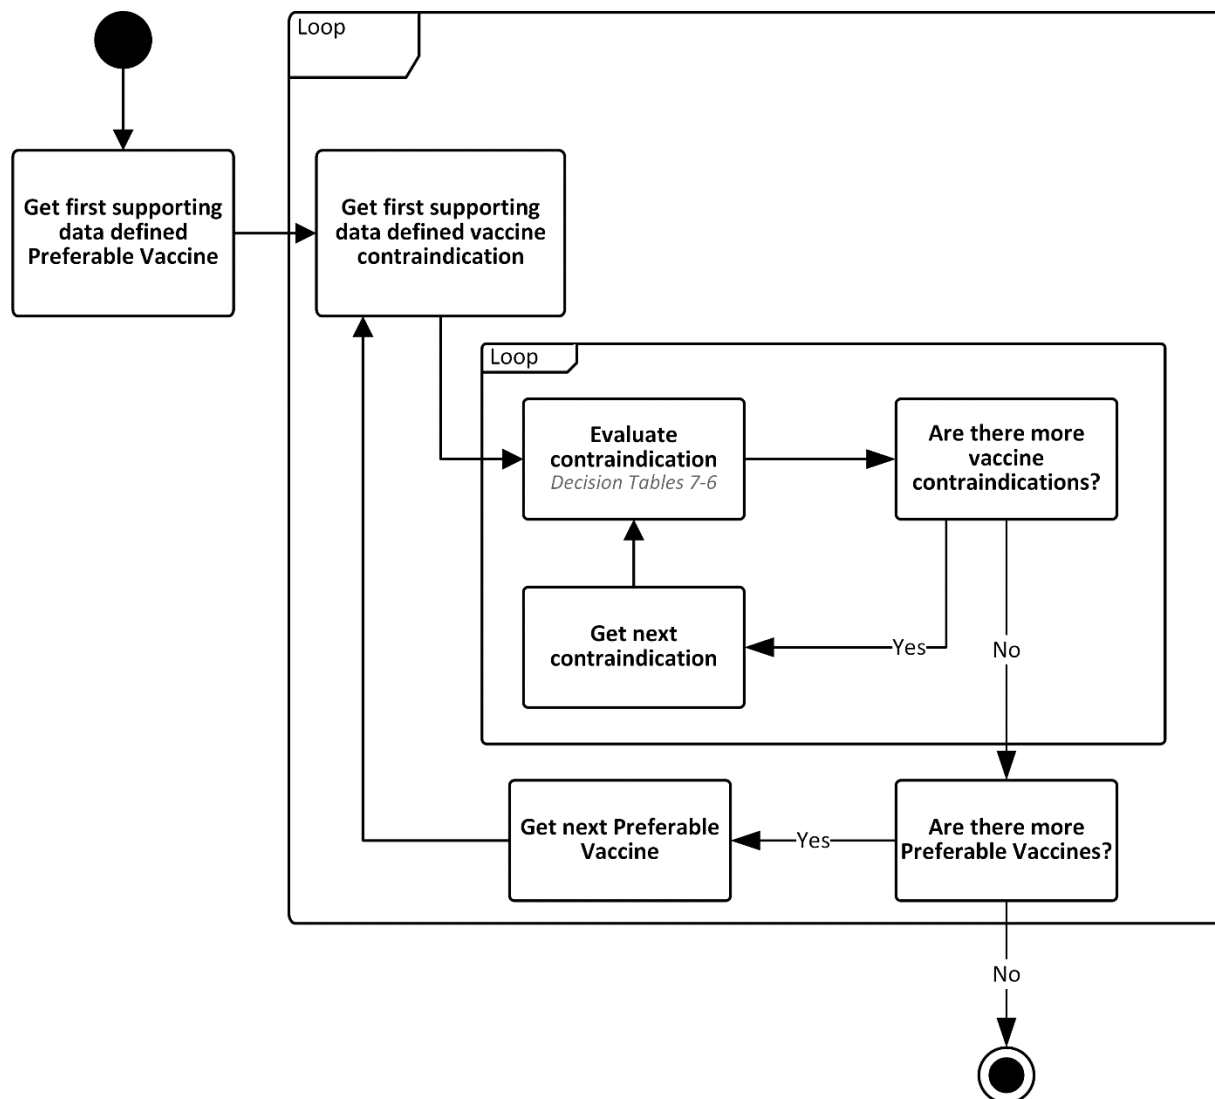 Loop
Get first supporting
data defined
Preferable Vaccine
Get first supporting
data defined vaccine
contraindication
Loop
Evaluate
contraindication
Decision Tables 7-6
Are there more
vaccine
contraindications?
Get next
contraindication
Yes
No
Get next Preferable
Vaccine
Yes
Are there more
Preferable Vaccines?
No